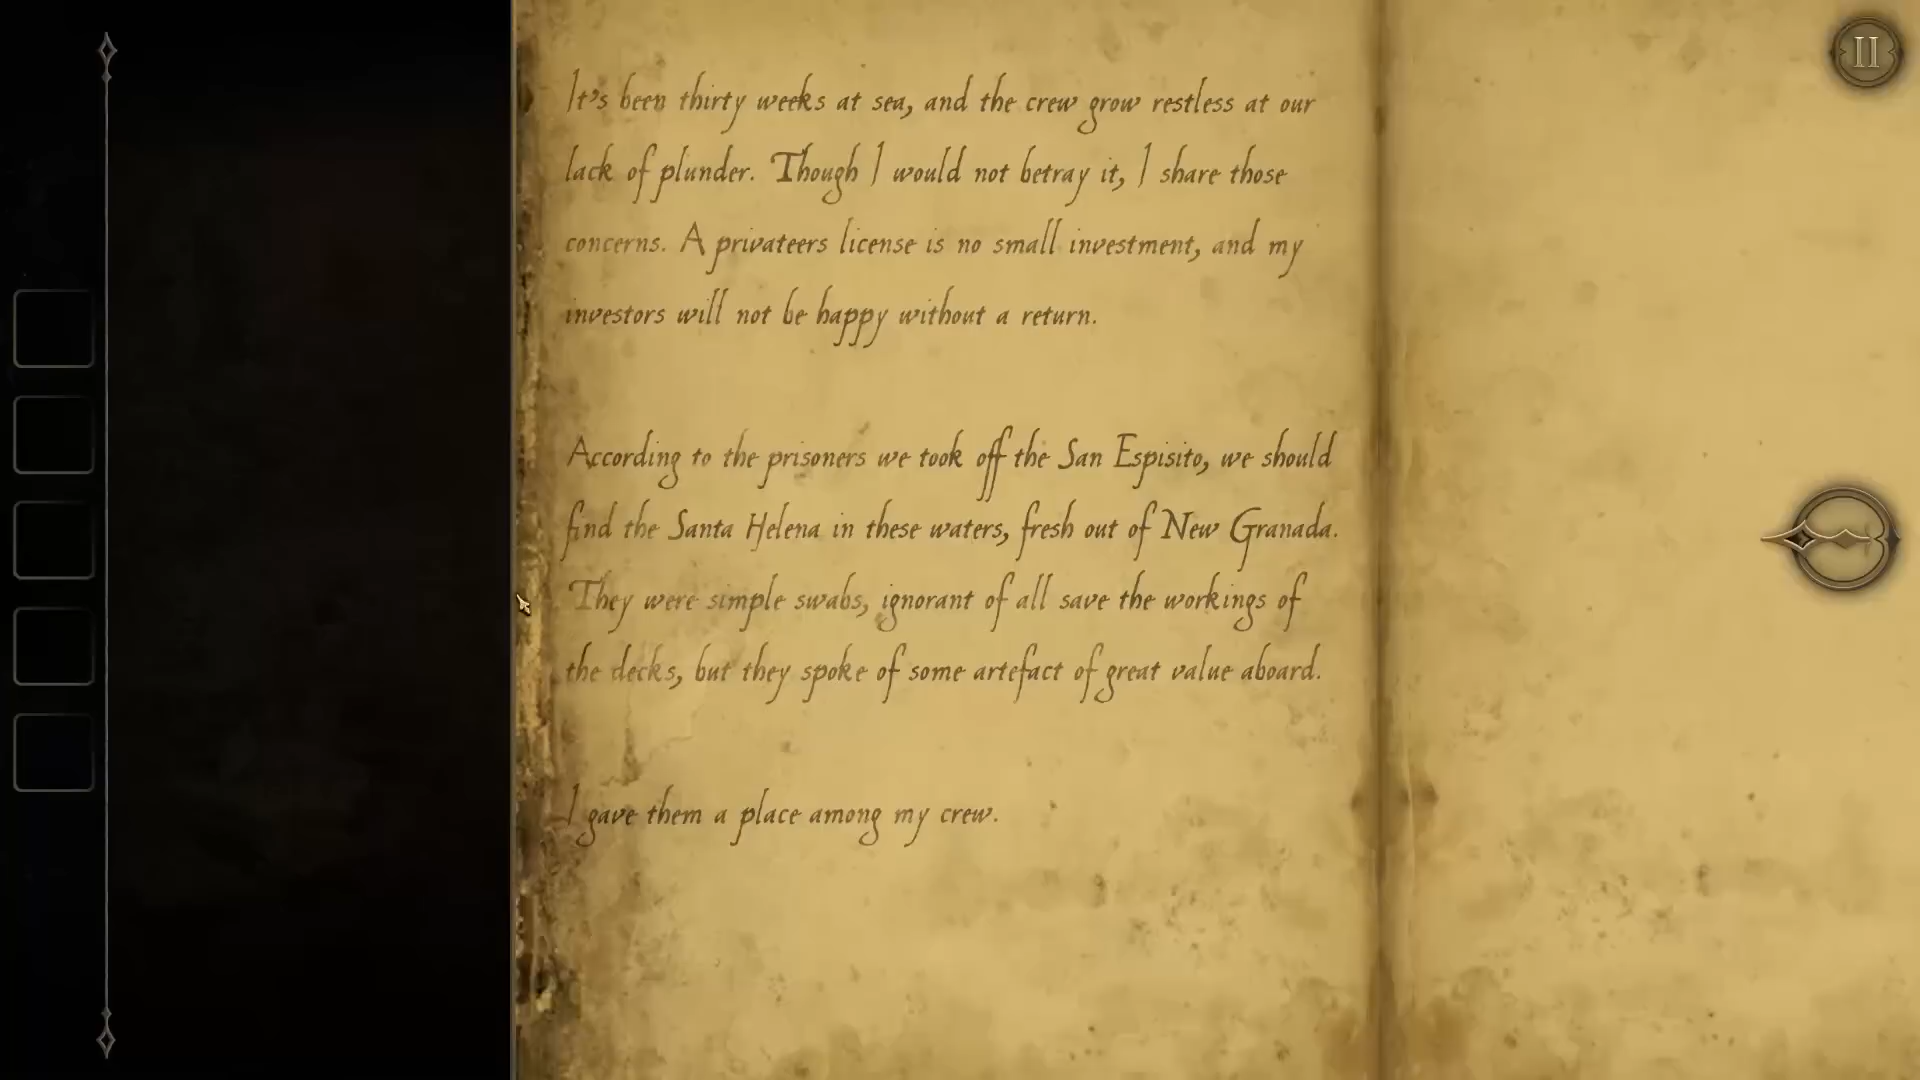 It's been thirty weeks at sea, and the crew grow restless at our
lack of plunder. Though I would not betray it, I share those
concerns. A privateers license is no small investment, and my
investors will not be happy without a return.
According to the prisoners we took off the San Espisito, we should
find the Santa Helena in these waters, fresh out of New Granada.
They were simple swabs, ignorant of all save the workings of
the decks, but they spoke of some artefact of great value aboard.
I gave them a place among my crew.
II